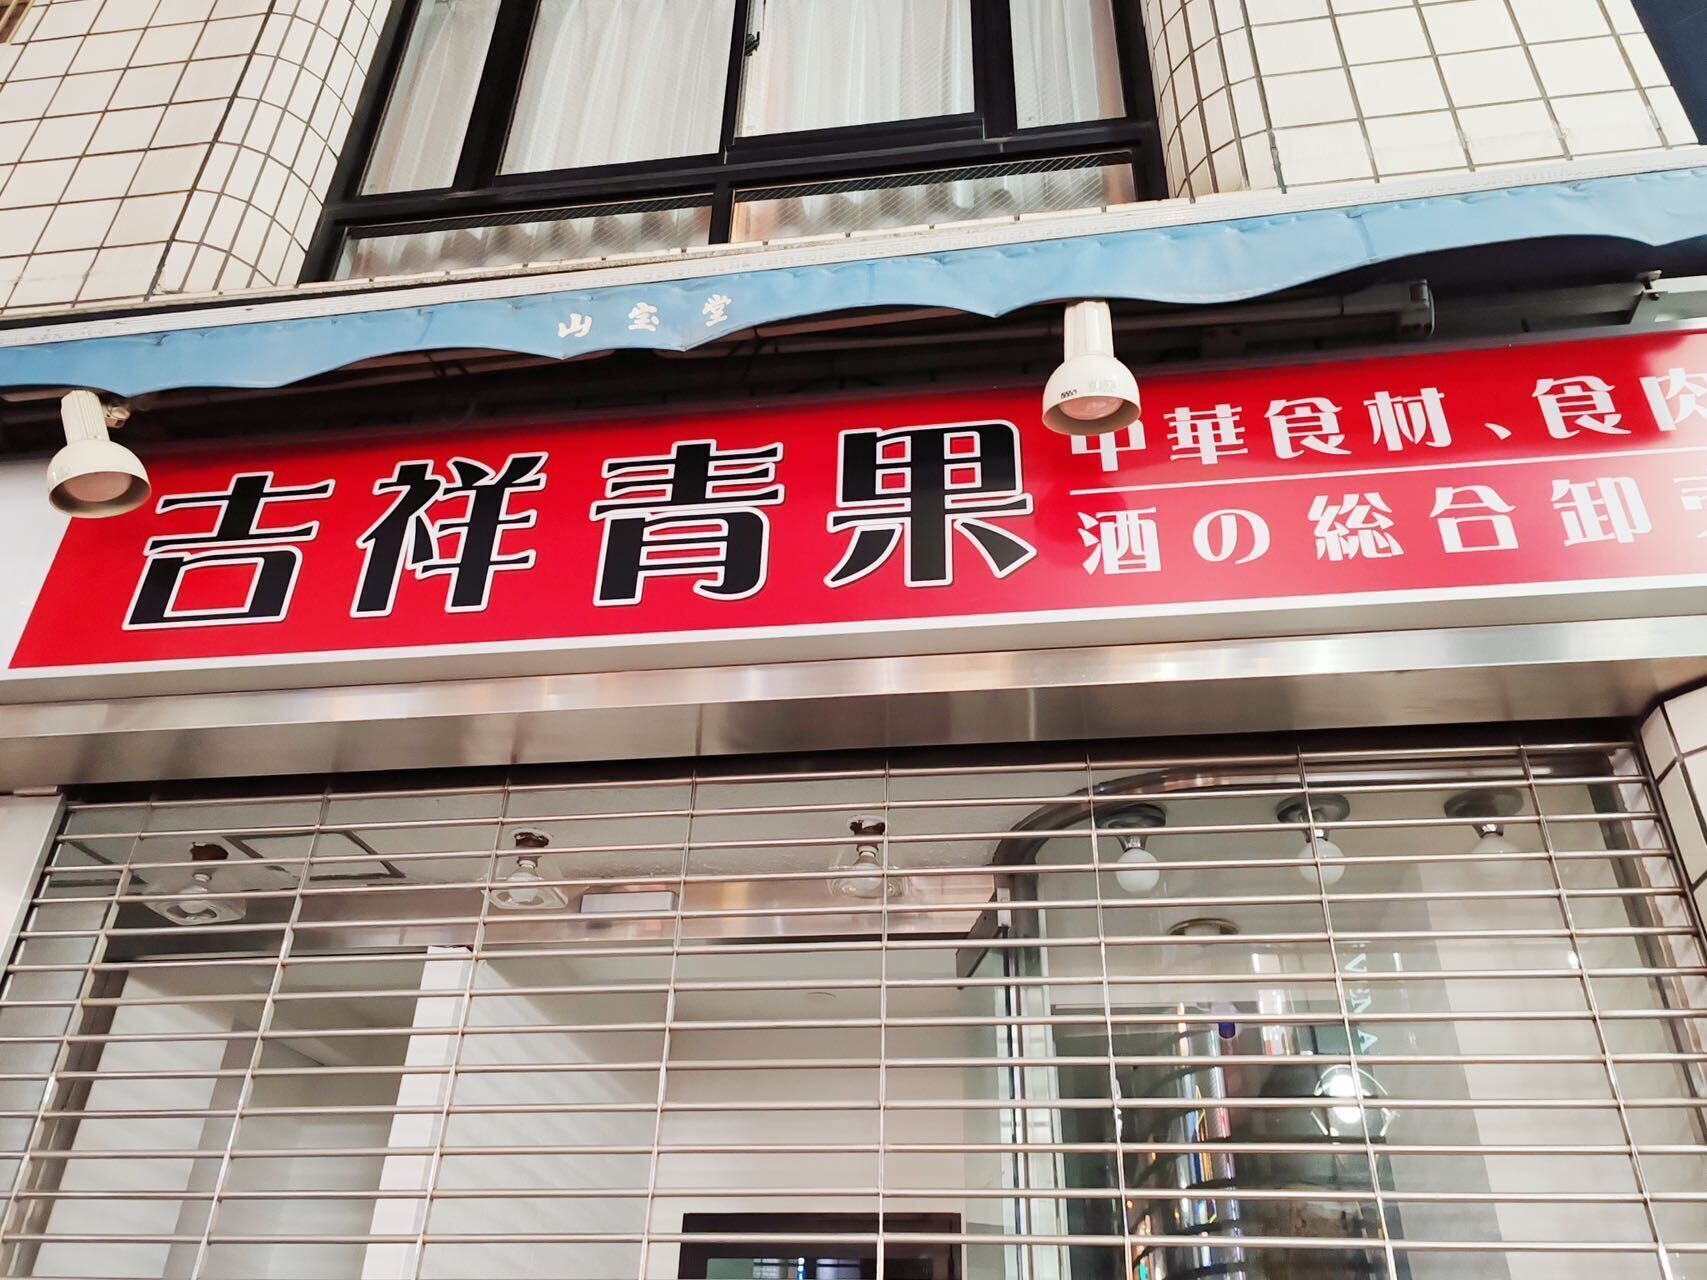 山宝堂
吉祥青果
中華食材、食肉
酒の総合卸